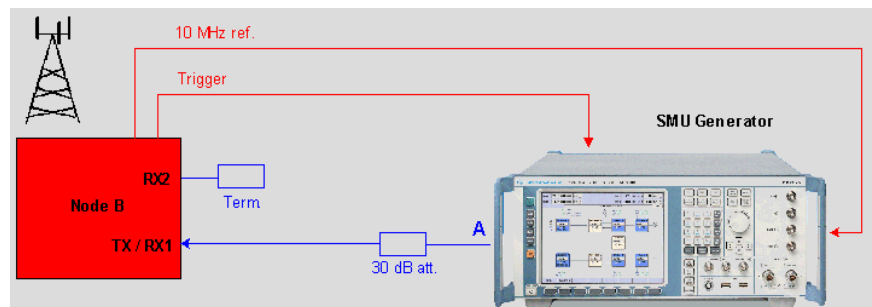 10 MHz ref.
Trigger
SMU Generator
RX2
Term.
Node B
A
TX / RX1
30 dB att.